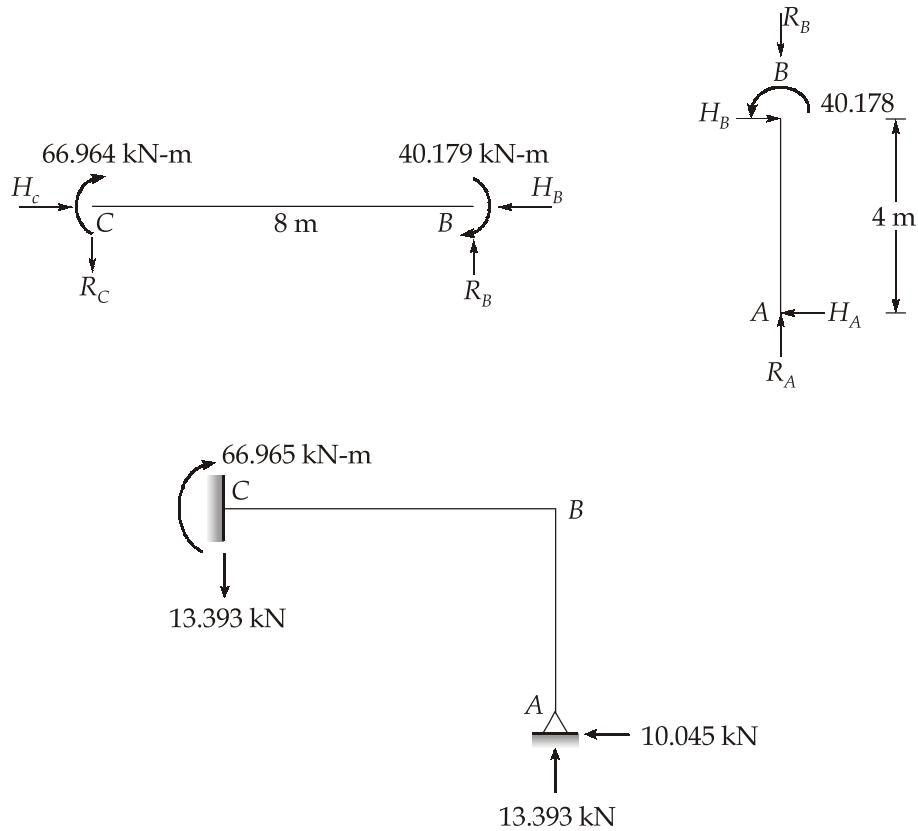 R_B
B
H_B 40.178
66.964 kN-m 40.179 kN-m
H_c H_B
C 8 m B
4 m
R_C R_B
A H_A
R_A
66.965 kN-m
C
B
13.393 kN
A
10.045 kN
13.393 kN